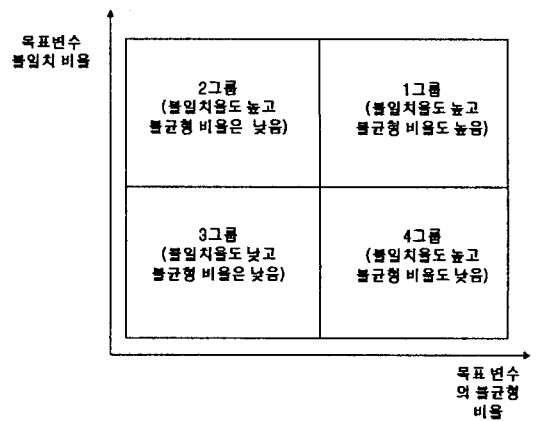 목표변수
불일치 비율
2그룹
(불일치율도 높고
불균형 비율은 낮음)
1그룹
(불일치율도 높고
불균형 비율도 높음)
3그룹
(불일치율도 낮고
불균형 비율은 낮음)
4그룹
(불일치율도 높고
불균형 비율도 낮음)
목표 변수
의 불균형
비율